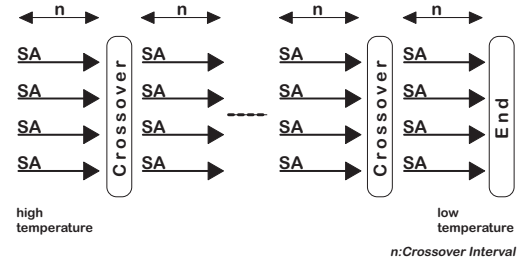 n n n n
SA SA SA SA
SA SA SA SA
SA SA SA SA
SA SA SA SA
Crossover
Crossover
End
high
temperature
low
temperature
n:Crossover Interval